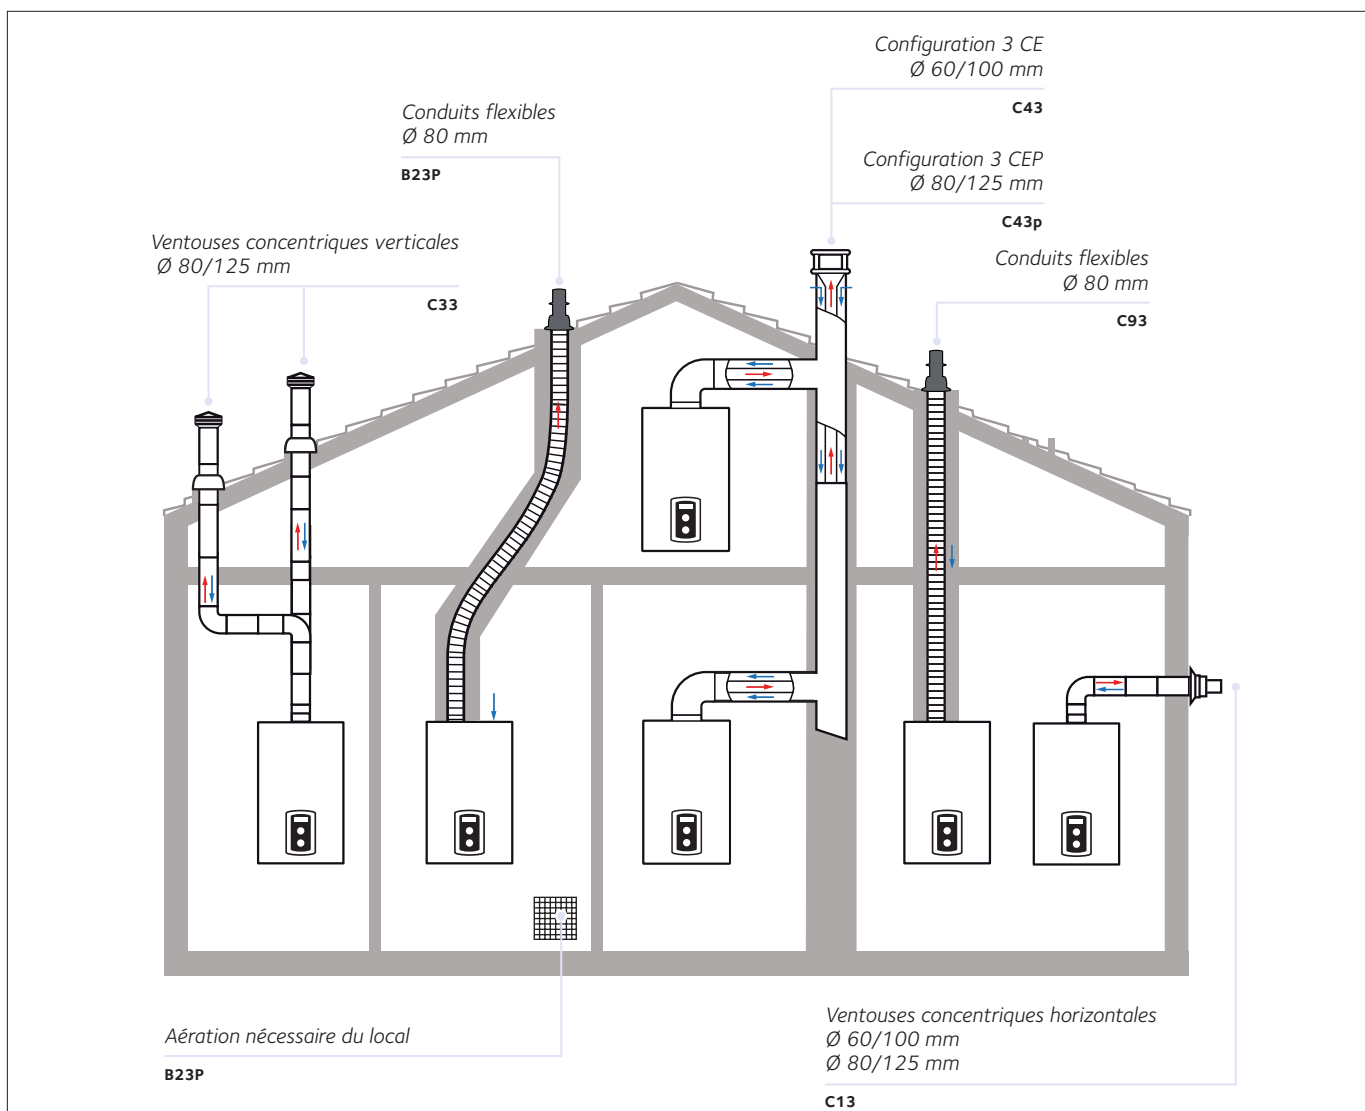 Configuration 3 CE
Ø 60/100 mm
C43
Conduits flexibles
Ø 80 mm
B23P
Configuration 3 CEP
Ø 80/125 mm
C43p
Ventouses concentriques verticales
Ø 80/125 mm
C33
Conduits flexibles
Ø 80 mm
C93
Aération nécessaire du local
B23P
Ventouses concentriques horizontales
Ø 60/100 mm
Ø 80/125 mm
C13